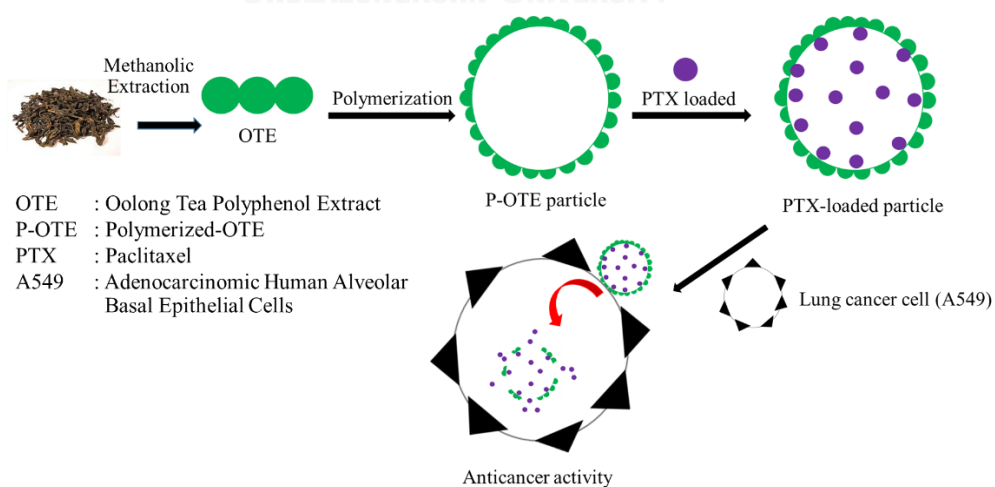 Methanolic
Extraction
OTE
Polymerization
P-OTE particle
PTX loaded
PTX-loaded particle
OTE : Oolong Tea Polyphenol Extract
P-OTE : Polymerized-OTE
PTX : Paclitaxel
A549 : Adenocarcinomic Human Alveolar
Basal Epithelial Cells
Lung cancer cell (A549)
Anticancer activity